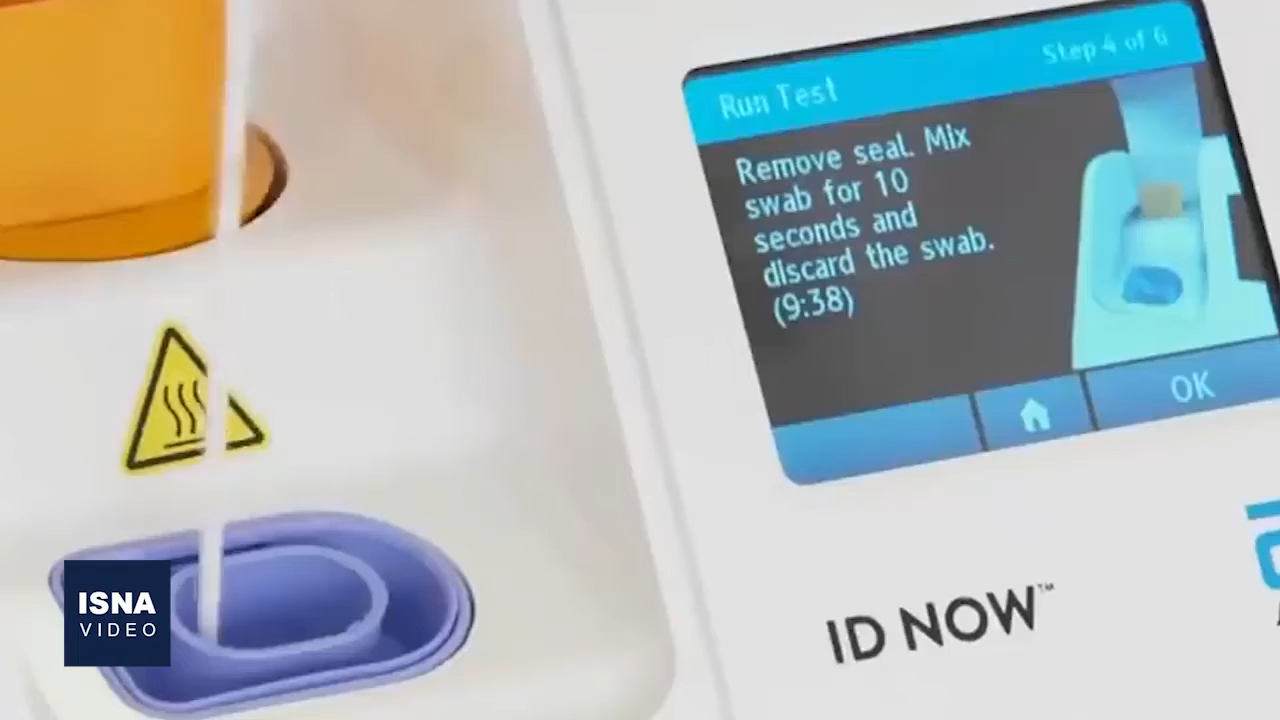 Run Test
Step 4 of 6
Remove seal. Mix
swab for 10
seconds and
discard the swab.
(9:38)
OK
ID NOW™
ISNA
VIDEO